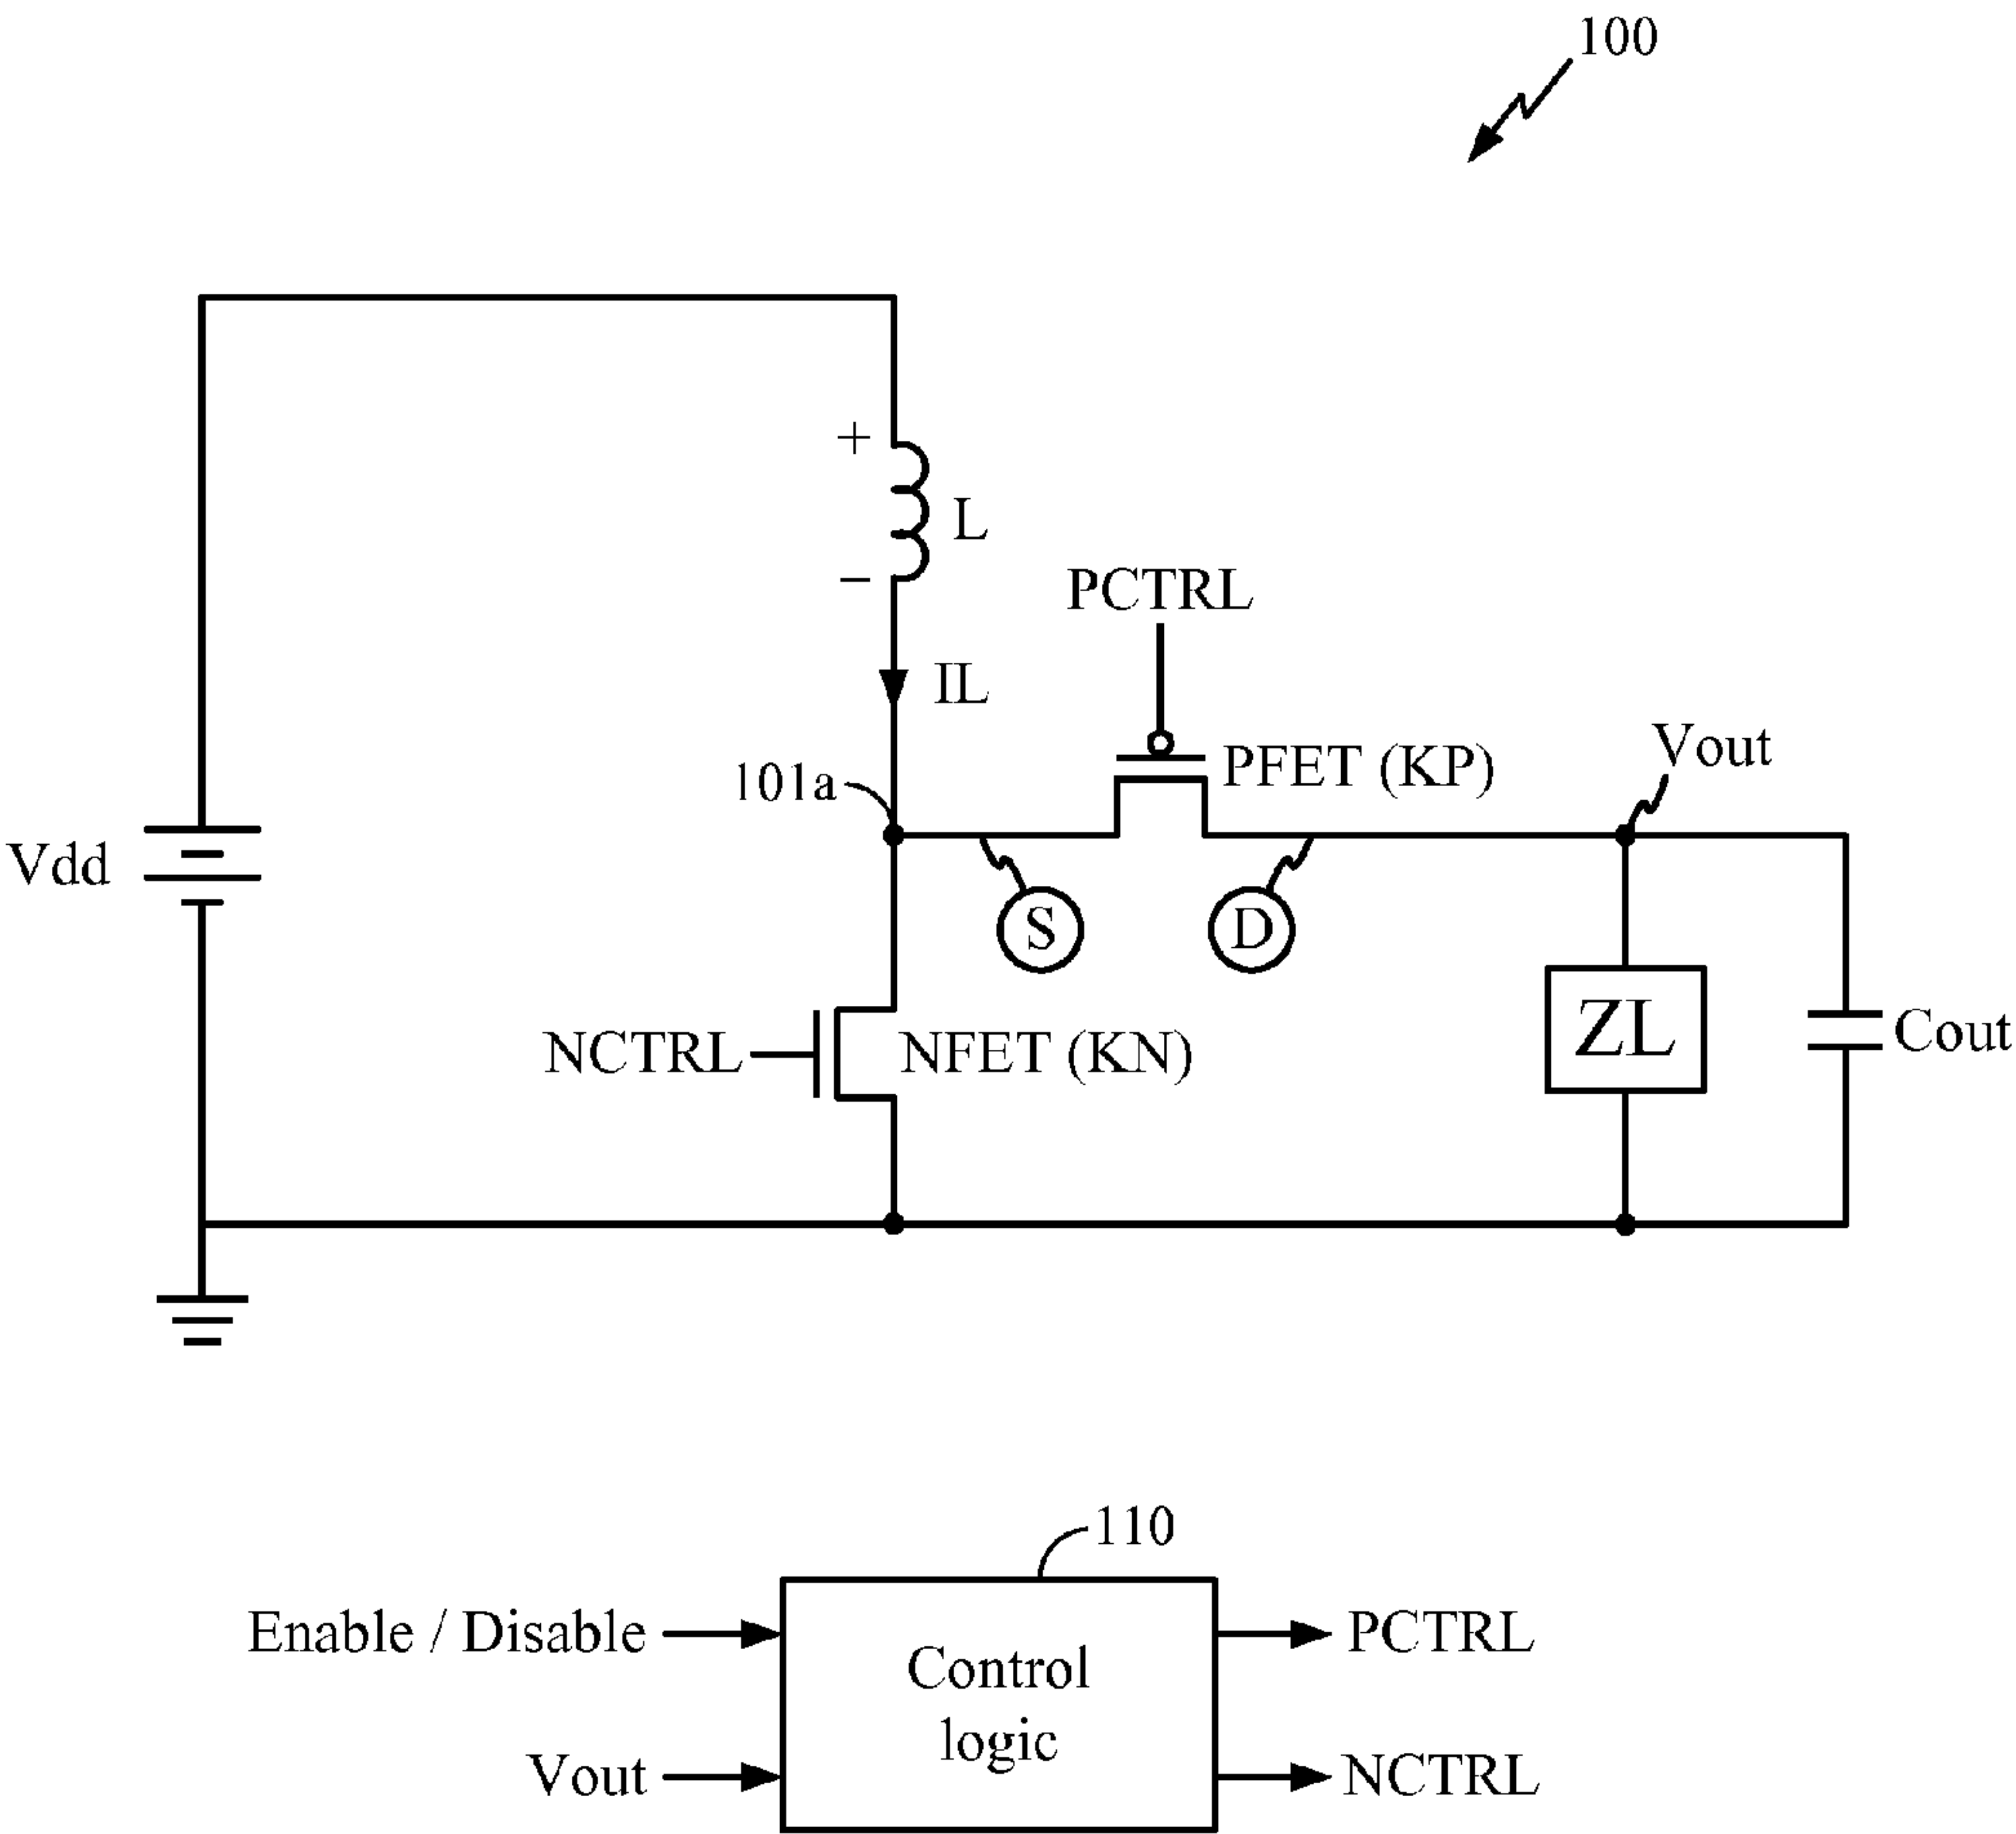 100
+
L
−
PCTRL
IL
PFET (KP)
Vout
101a
Vdd
S
D
NCTRL
NFET (KN)
ZL
Cout
110
Enable / Disable
PCTRL
Control
logic
Vout
NCTRL